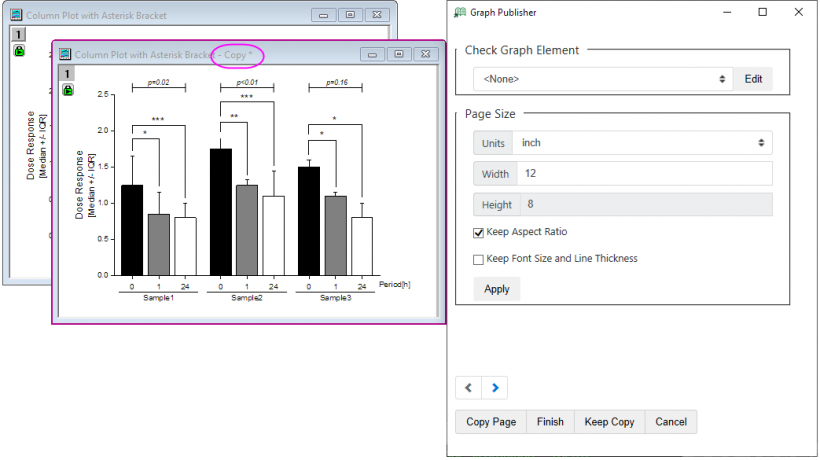 Column Plot with Asterisk Bracket
1
Column Plot with Asterisk Bracket - Copy *
1
Dose Response
[Median +/- IQR]
p=0.02
p<0.01
p=0.16
2.5
2.0
1.5
1.0
0.5
0.0
***
*
***
**
*
*
Dose Response
[Median +/- IQR]
0 1 24 0 1 24 0 1 24 Period[h]
Sample1 Sample2 Sample3
Graph Publisher
Check Graph Element
<None>
Edit
Page Size
Units inch
Width 12
Height 8
Keep Aspect Ratio
Keep Font Size and Line Thickness
Apply
Copy Page Finish Keep Copy Cancel